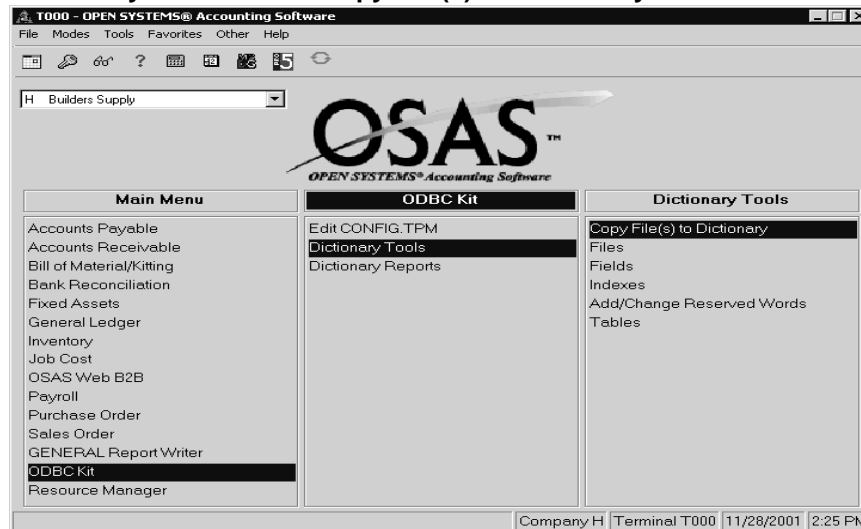 T000 - OPEN SYSTEMS® Accounting Software
File Modes Tools Favorites Other Help
H Builders Supply
OSAS™
OPEN SYSTEMS® Accounting Software
Main Menu
Accounts Payable
Accounts Receivable
Bill of Material/Kitting
Bank Reconciliation
Fixed Assets
General Ledger
Inventory
Job Cost
OSAS Web B2B
Payroll
Purchase Order
Sales Order
GENERAL Report Writer
ODBC Kit
Resource Manager
ODBC Kit
Edit CONFIG.TPM
Dictionary Tools
Dictionary Reports
Dictionary Tools
Copy File(s) to Dictionary
Files
Fields
Indexes
Add/Change Reserved Words
Tables
Company H Terminal T000 11/28/2001 2:25 PM